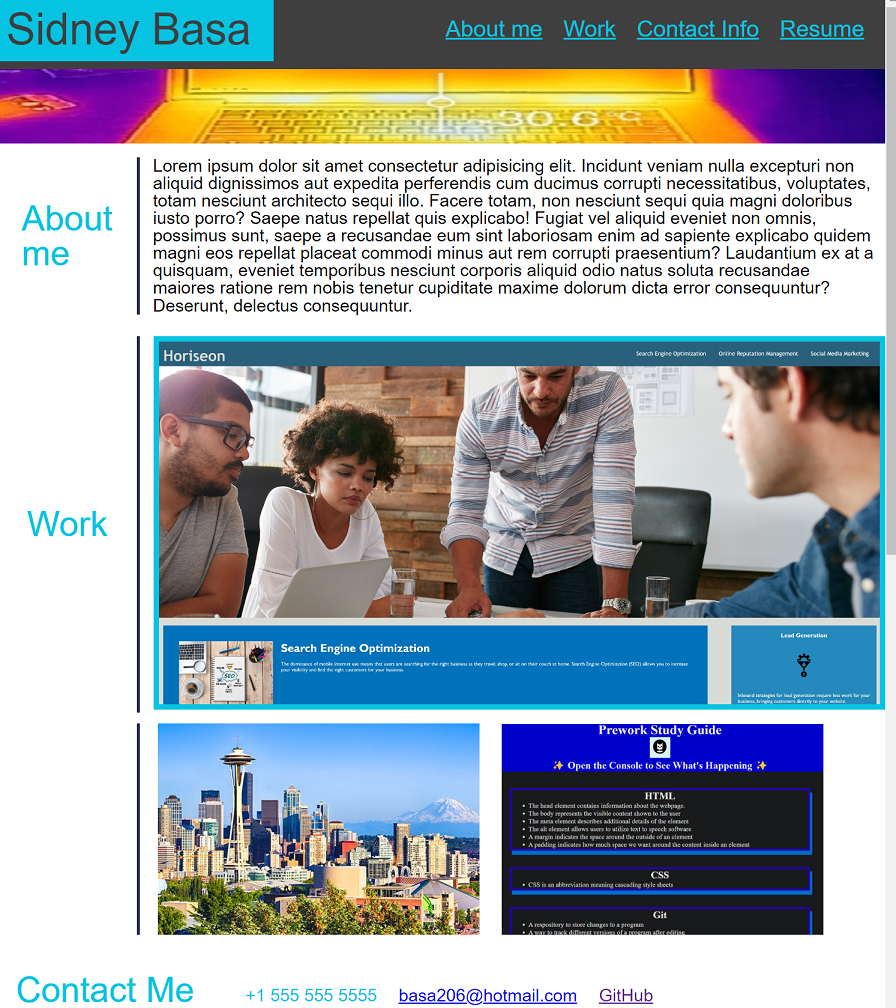 Sidney Basa
About me Work Contact Info Resume
30.6°C
About
me
Lorem ipsum dolor sit amet consectetur adipisicing elit. Incidunt veniam nulla excepturi non
aliquid dignissimos aut expedita perferendis cum ducimus corrupti necessitatibus, voluptates,
totam nesciunt architecto sequi illo. Facere totam, non nesciunt sequi quia magni doloribus
iusto porro? Saepe natus repellat quis explicabo! Fugiat vel aliquid eveniet non omnis,
possimus sunt, saepe a recusandae eum sint laboriosam enim ad sapiente explicabo quidem
magni eos repellat placeat commodi minus aut rem corrupti praesentium? Laudantium ex at a
quisquam, eveniet temporibus nesciunt corporis aliquid odio natus soluta recusandae
maiores ratione rem nobis tenetur cupiditate maxime dolorum dicta error consequuntur?
Deserunt, delectus consequuntur.
Work
Horiseon
Search Engine Optimization Online Reputation Management Social Media Marketing
SEO
Search Engine Optimization
The dominance of mobile internet use means that users are searching for the right business as they travel, shop, or sit on their couch at home. Search Engine Optimization (SEO) allows you to increase
your visibility and find the right customers for your business.
Lead Generation
Inbound strategies for lead generation require less work for your
business, bringing customers directly to your website.
Prework Study Guide
✨ Open the Console to See What's Happening ✨
HTML
• The head element contains information about the webpage.
• The body represents the visible content shown to the user
• The meta element describes additional details of the element
• The alt element allows users to utilize text to speech software
• A margin indicates the space around the outside of an element
• A padding indicates how much space we want around the content inside an element
CSS
• CSS is an abbreviation meaning cascading style sheets
Git
• A respository to store changes to a program
• A way to track different versions of a program after editing
Contact Me
+1 555 555 5555 basa206@hotmail.com GitHub